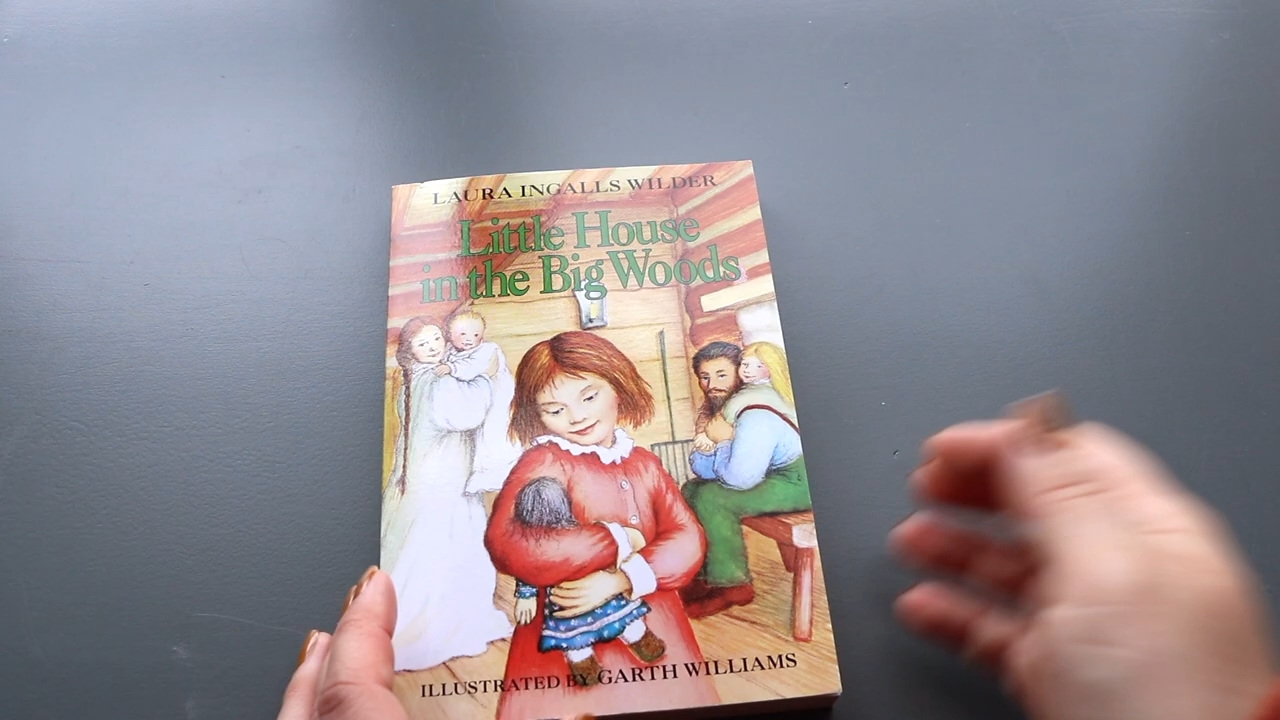 LAURA INGALLS WILDER
Little House
in the Big Woods
ILLUSTRATED BY GARTH WILLIAMS